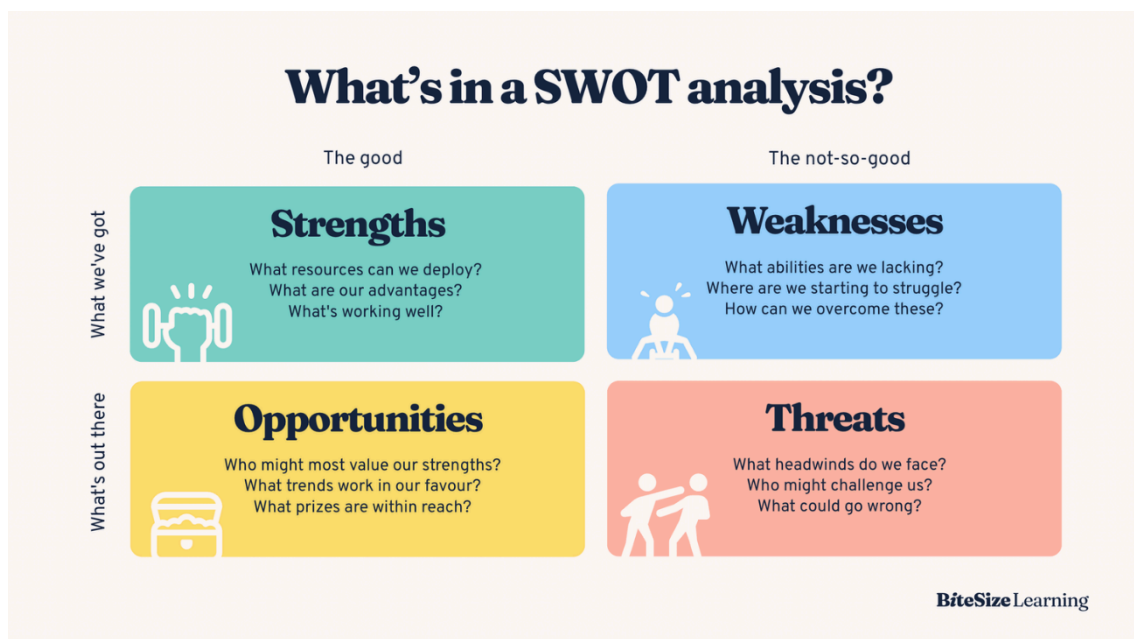 What's in a SWOT analysis?
The good
The not-so-good
What we've got
Strengths
What resources can we deploy?
What are our advantages?
What's working well?
Weaknesses
What abilities are we lacking?
Where are we starting to struggle?
How can we overcome these?
What's out there
Opportunities
Who might most value our strengths?
What trends work in our favour?
What prizes are within reach?
Threats
What headwinds do we face?
Who might challenge us?
What could go wrong?
BiteSize Learning